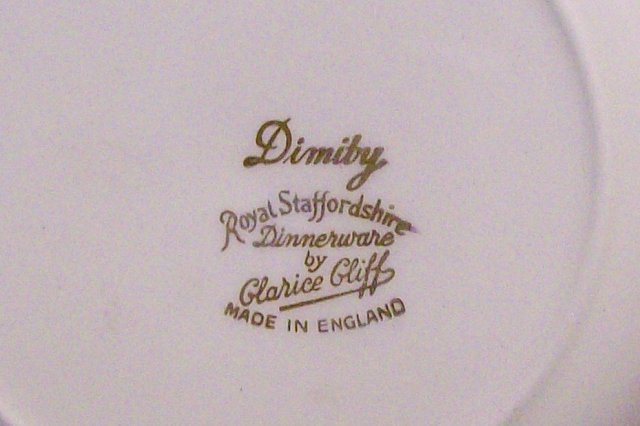 Dimity
Royal Staffordshire
Dinnerware
by
Clarice Cliff
MADE IN ENGLAND